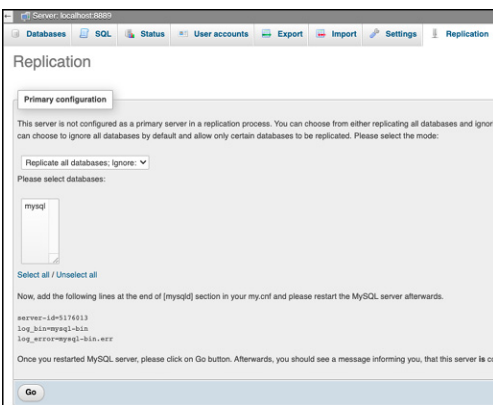 Server: localhost:8889
Databases SQL Status User accounts Export Import Settings Replication
Replication
Primary configuration
This server is not configured as a primary server in a replication process. You can choose from either replicating all databases and
can choose to ignore all databases by default and allow only certain databases to be replicated. Please select the mode:
Replicate all databases; Ignore:
Please select databases:
mysql
Select all / Unselect all
Now, add the following lines at the end of [mysqld] section in your my.cnf and please restart the MySQL server afterwards.
server-id=5176013
log_bin=mysql-bin
log_error=mysql-bin.err
Once you restarted MySQL server, please click on Go button. Afterwards, you should see a message informing you, that this server is
Go